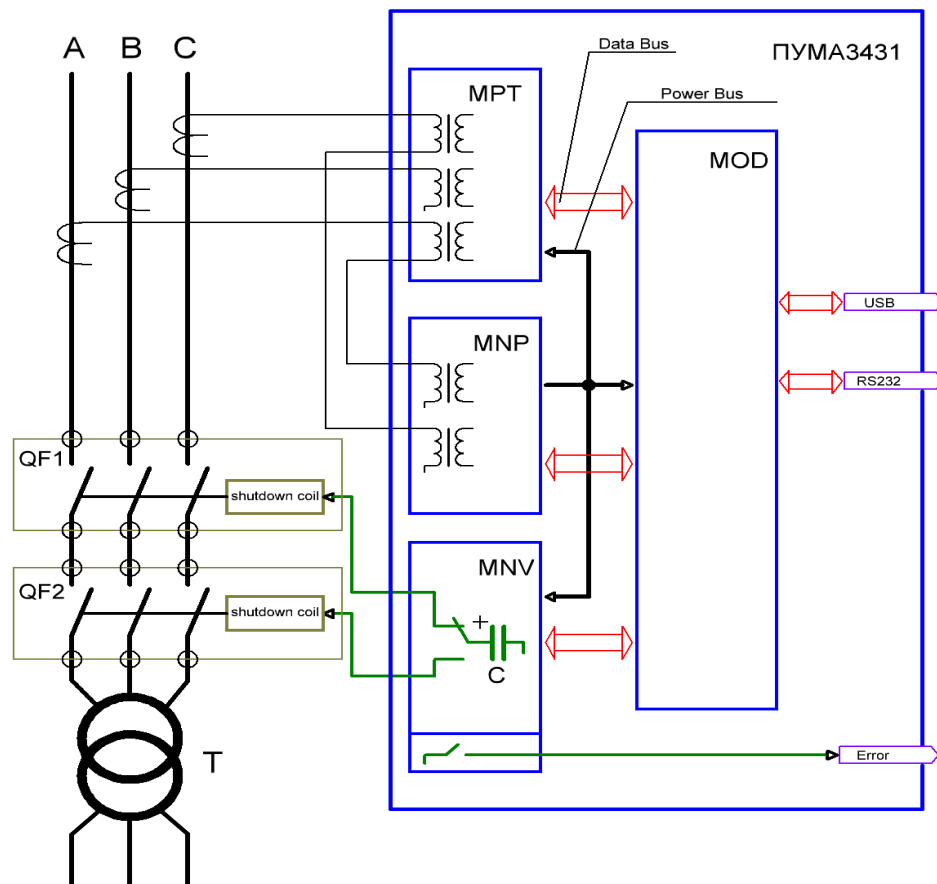 A B C
Data Bus
ПУМА3431
MPT
Power Bus
MOD
USB
MNP
RS232
QF1
shutdown coil
MNV
QF2
shutdown coil
+
C
T
Error